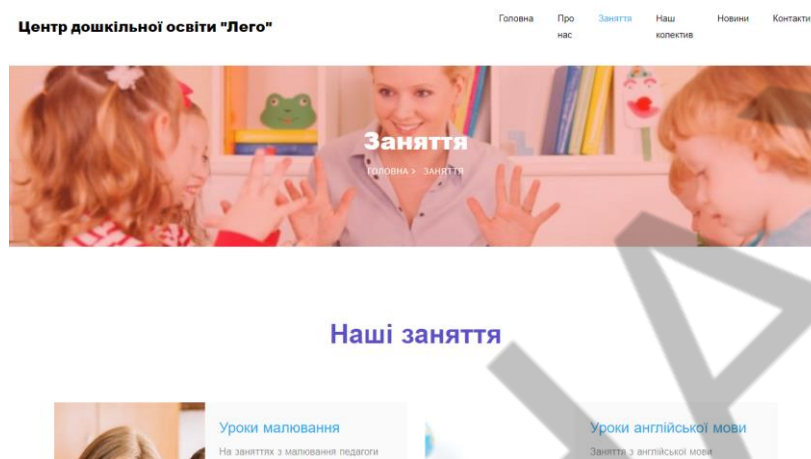 Центр дошкільної освіти "Лего"
Головна Про нас Заняття Наш колектив Новини Контакти
Заняття
ГОЛОВНА > ЗАНЯТТЯ
Наші заняття
Уроки малювання
На заняттях з малювання педагоги
Уроки англійської мови
Заняття з англійської мови